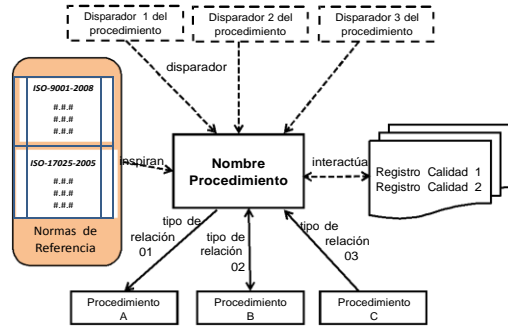 Disparador 1 del
procedimiento
Disparador 2 del
procedimiento
Disparador 3 del
procedimiento
disparador
ISO-9001-2008
#.##
#.##
#.##
ISO-17025-2005
#.##
#.##
#.##
Normas de
Referencia
inspiran
Nombre
Procedimiento
interactúa
Registro Calidad 1
Registro Calidad 2
tipo de
relación
01
tipo de
relación
02
tipo de
relación
03
Procedimiento
A
Procedimiento
B
Procedimiento
C